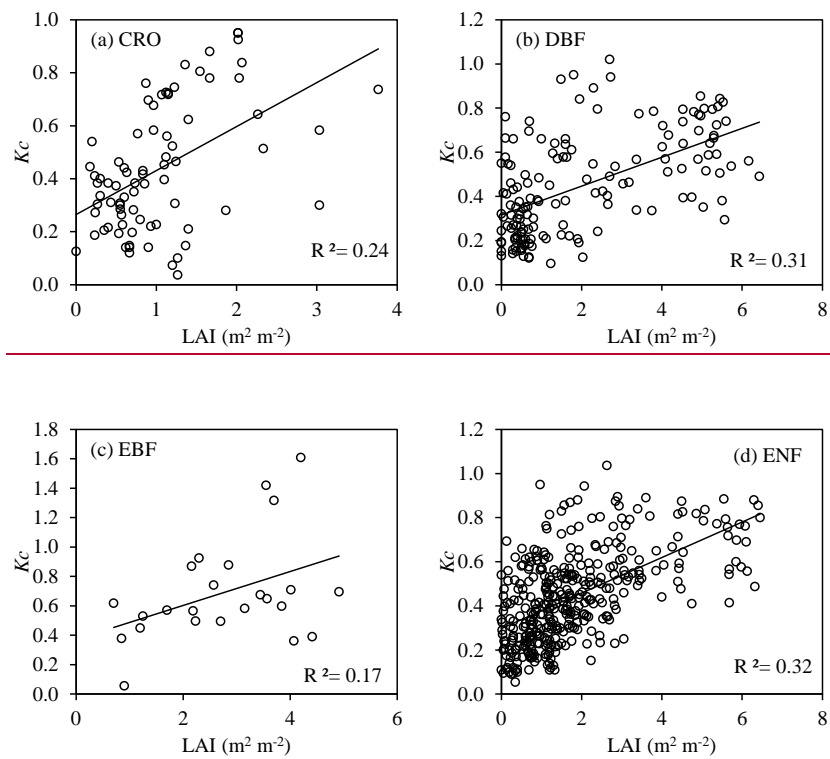 (a) CRO
1.0
0.8
0.6
0.4
0.2
0.0
Kc
0 1 2 3 4
LAI (m² m⁻²)
R ²= 0.24
(b) DBF
1.2
1.0
0.8
0.6
0.4
0.2
0.0
Kc
0 2 4 6 8
LAI (m² m⁻²)
R ²= 0.31
(c) EBF
1.8
1.6
1.4
1.2
1.0
0.8
0.6
0.4
0.2
0.0
Kc
0 2 4 6
LAI (m² m⁻²)
R ²= 0.17
(d) ENF
1.2
1.0
0.8
0.6
0.4
0.2
0.0
Kc
0 2 4 6 8
LAI (m² m⁻²)
R ²= 0.32